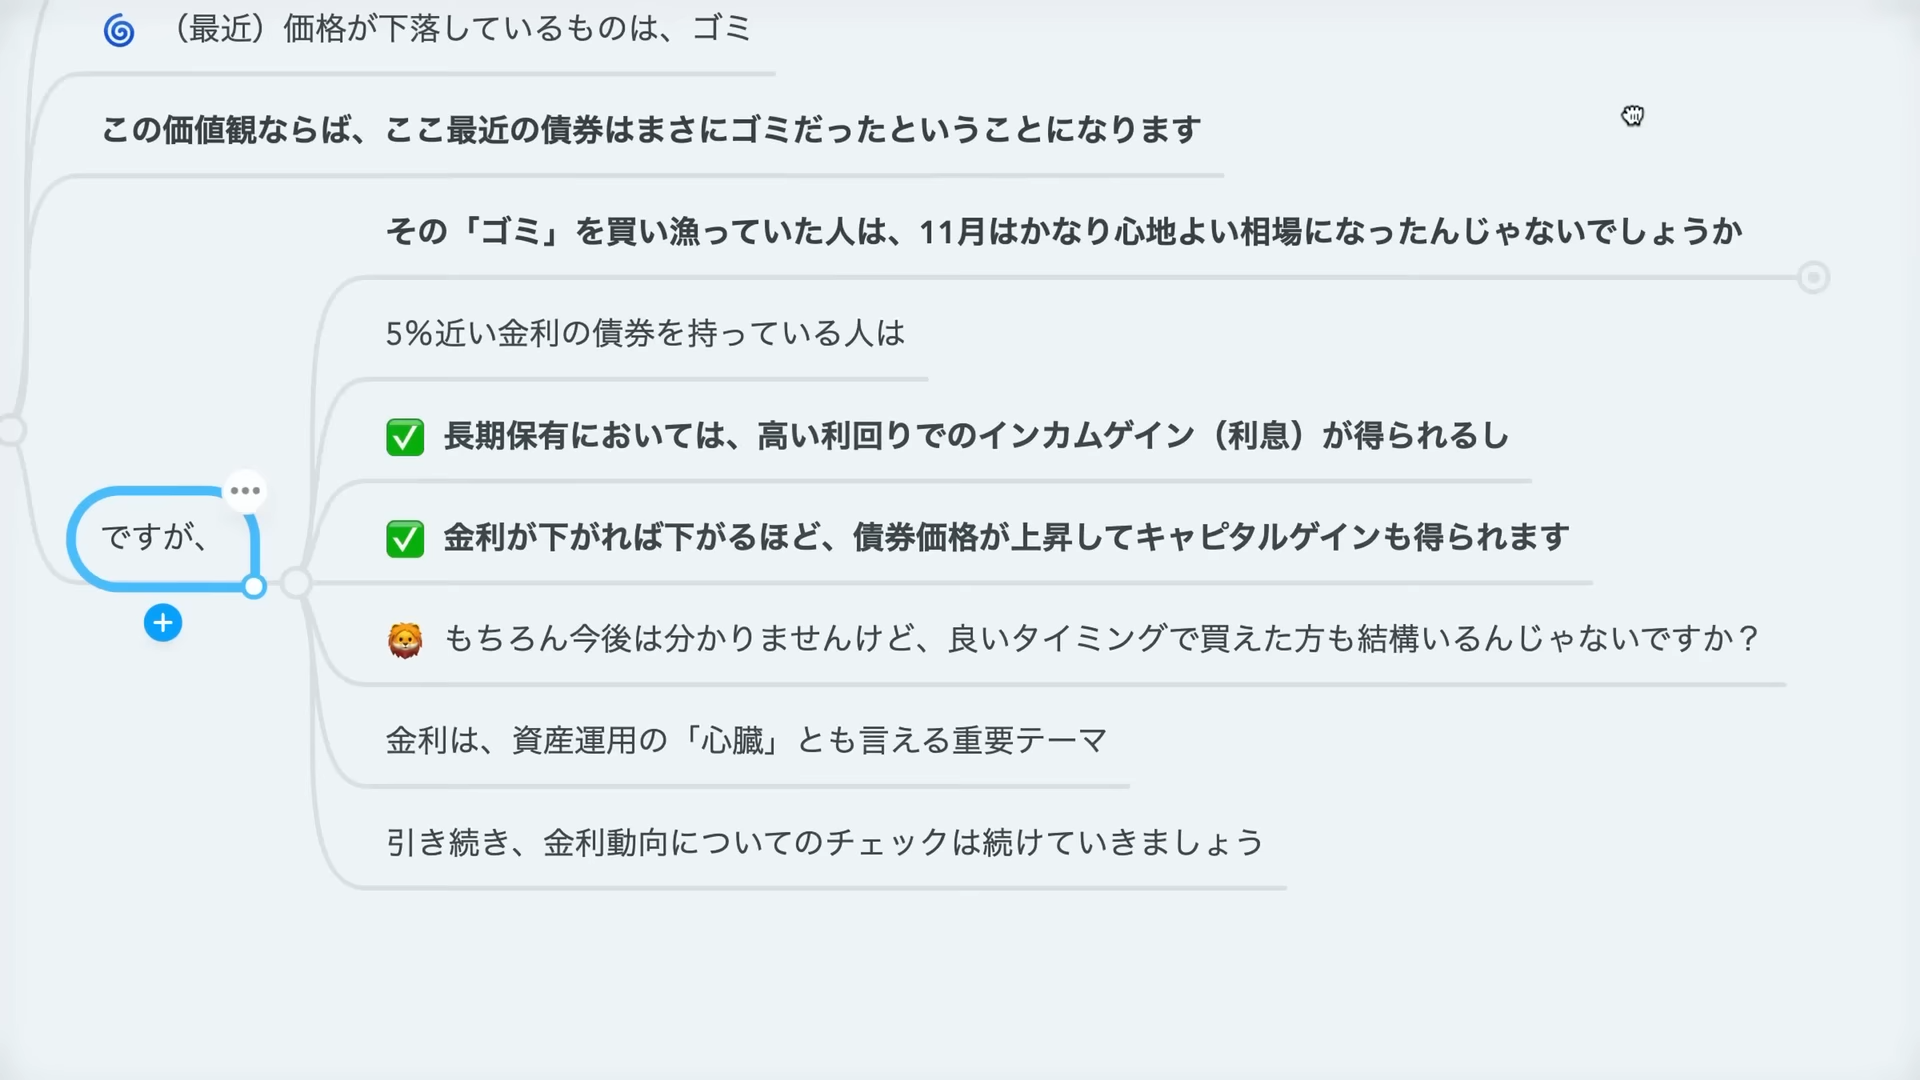 🌀 （最近）価格が下落しているものは、ゴミ
この価値観ならば、ここ最近の債券はまさにゴミだったということになります
ですが、
その「ゴミ」を買い漁っていた人は、11月はかなり心地よい相場になったんじゃないでしょうか
5%近い金利の債券を持っている人は
✅ 長期保有においては、高い利回りでのインカムゲイン（利息）が得られるし
✅ 金利が下がれば下がるほど、債券価格が上昇してキャピタルゲインも得られます
🦁 もちろん今後は分かりませんけど、良いタイミングで買えた方も結構いるんじゃないですか？
金利は、資産運用の「心臓」とも言える重要テーマ
引き続き、金利動向についてのチェックは続けていきましょう